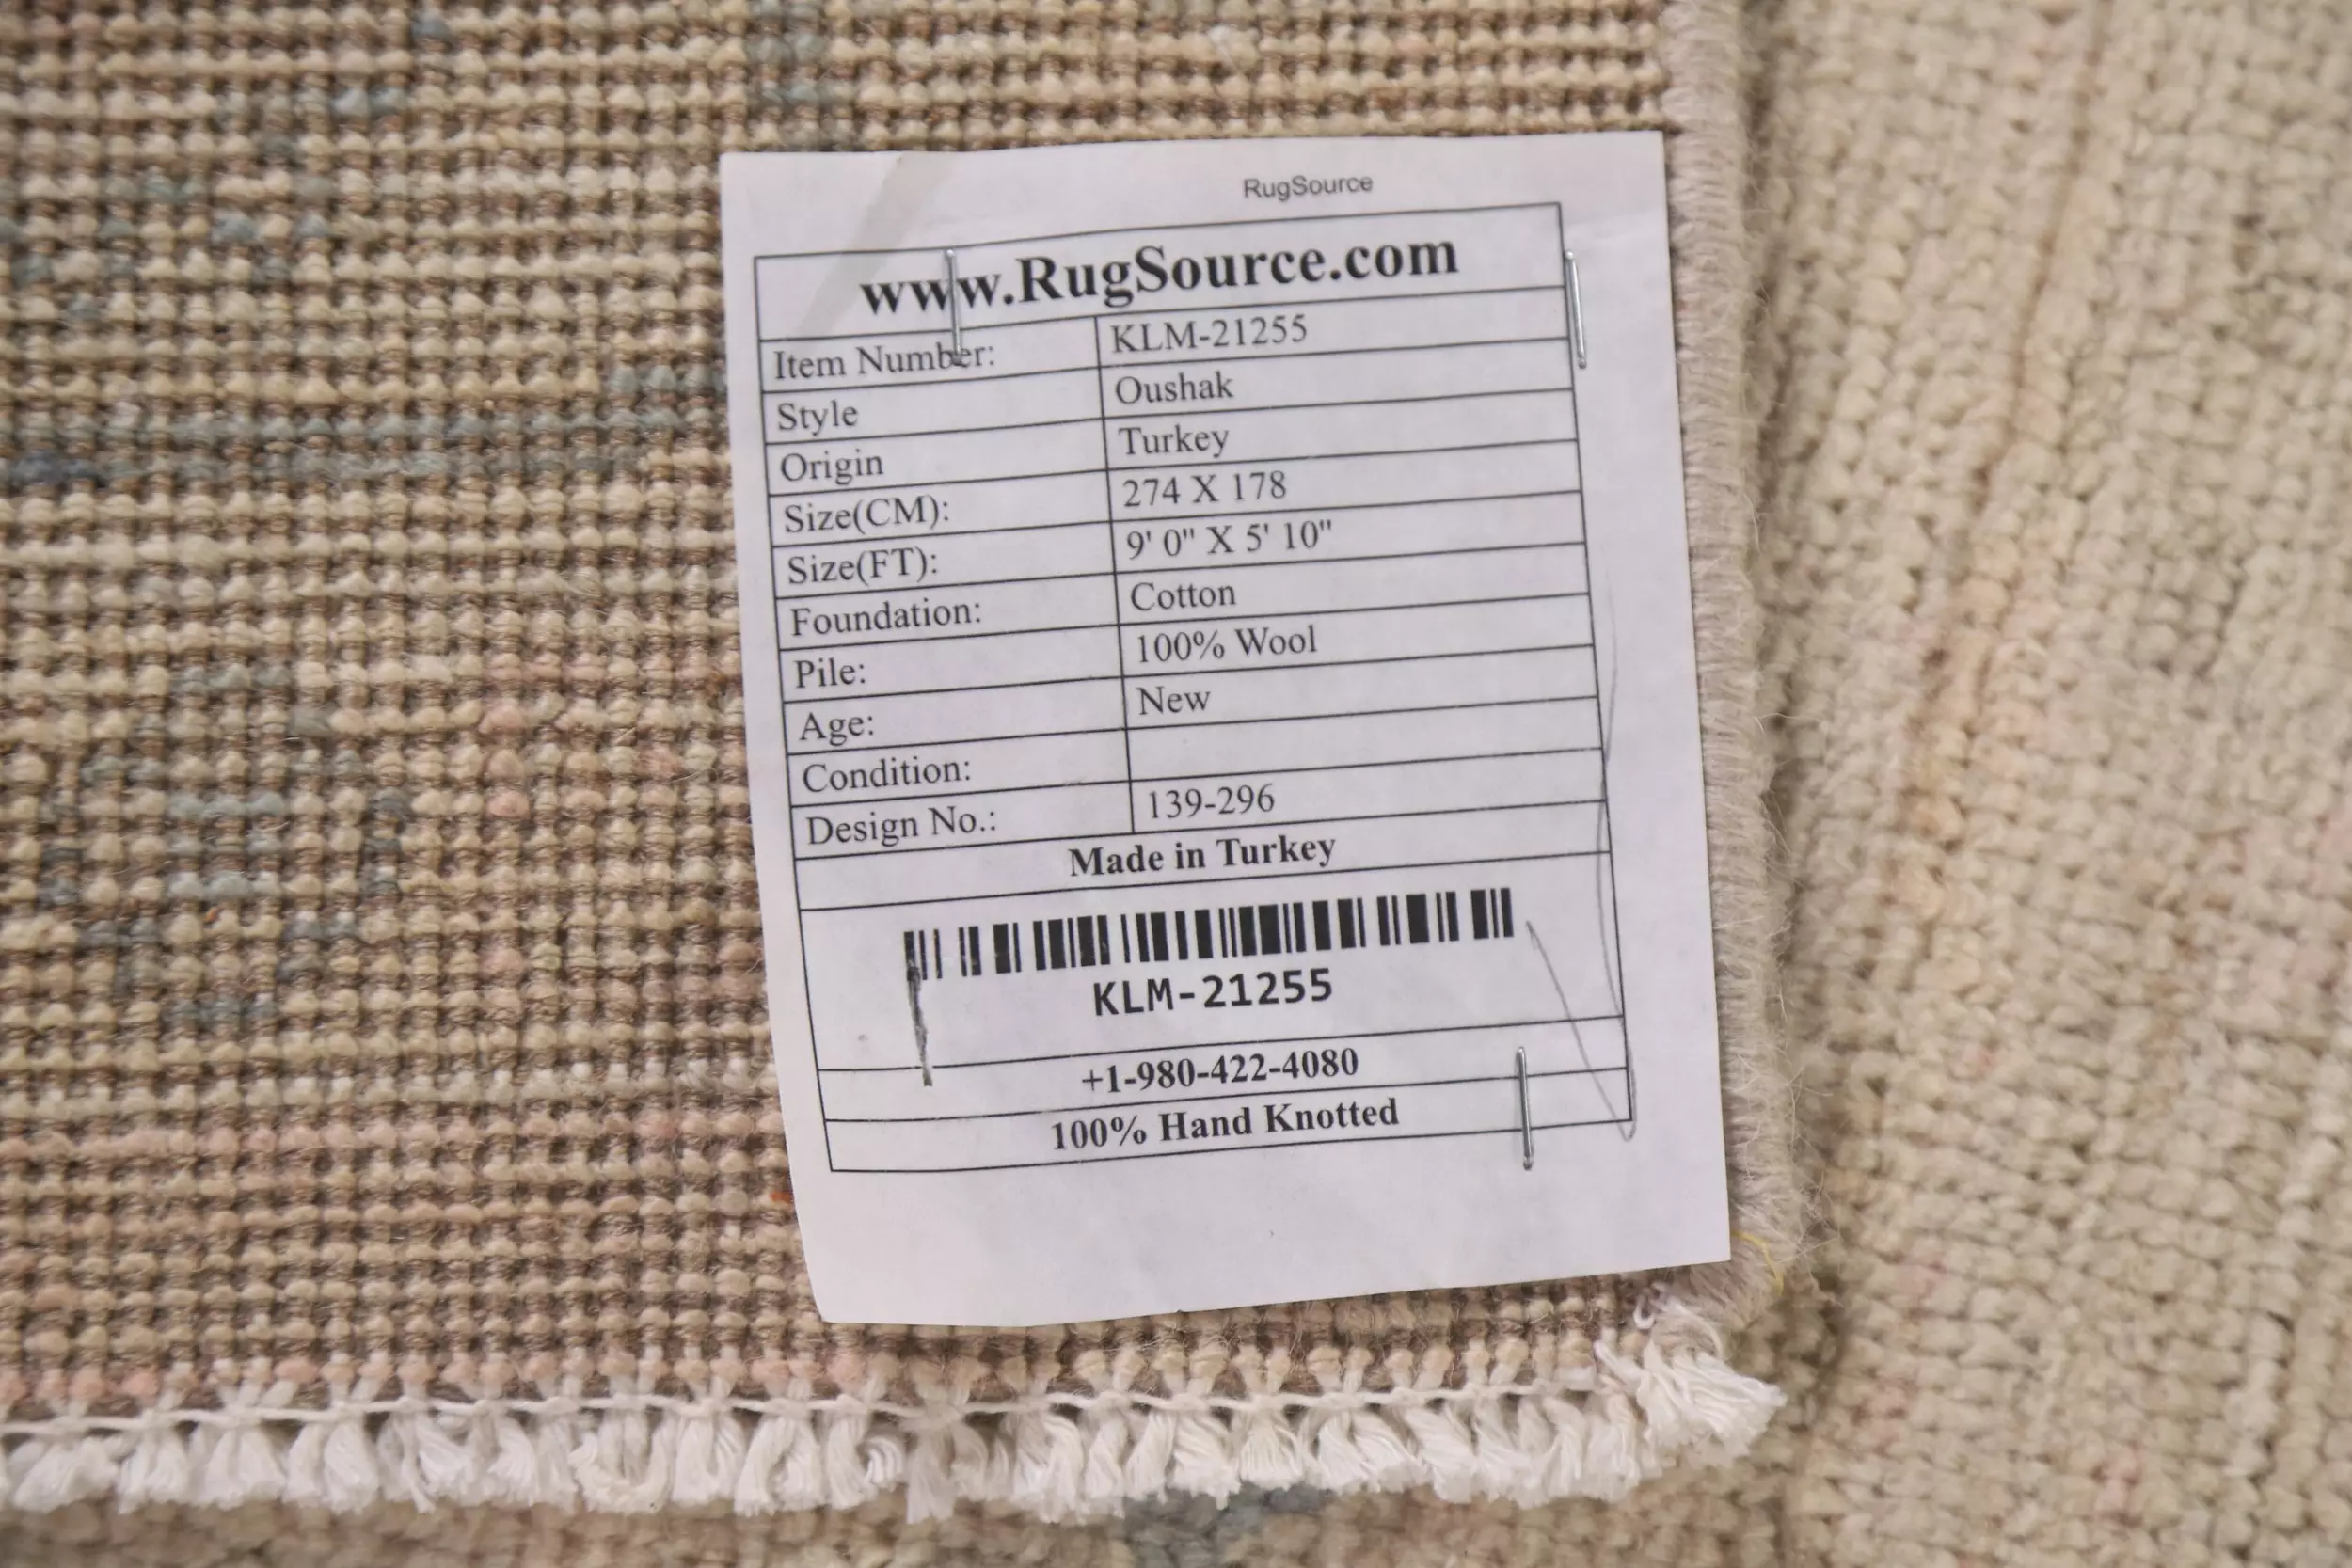 RugSource
www.RugSource.com
Item Number: KLM-21255
Style Oushak
Origin Turkey
Size(CM): 274 X 178
Size(FT): 9' 0" X 5' 10"
Foundation: Cotton
Pile: 100% Wool
Age: New
Condition:
Design No.: 139-296
Made in Turkey
KLM-21255
+1-980-422-4080
100% Hand Knotted